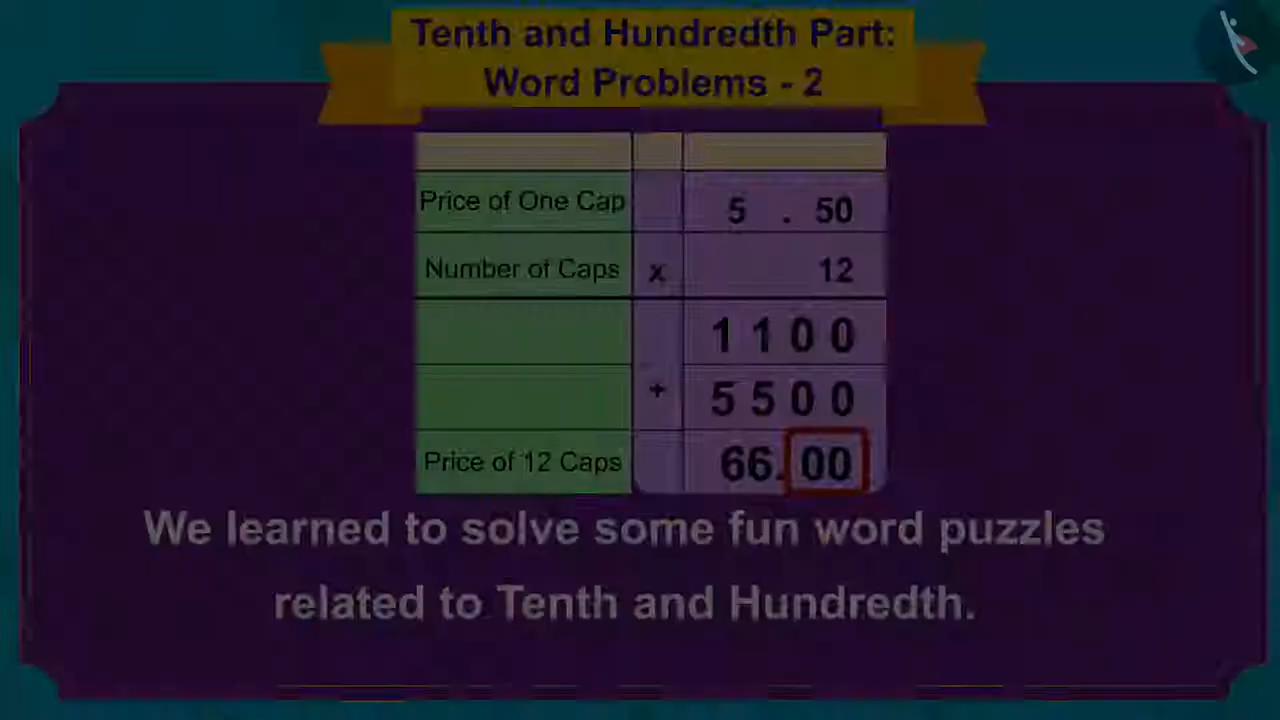 Tenth and Hundredth Part:
Word Problems - 2
Price of One Cap 5 . 50
Number of Caps x 12
1 1 0 0
+ 5 5 0 0
Price of 12 Caps 66.00
We learned to solve some fun word puzzles
related to Tenth and Hundredth.